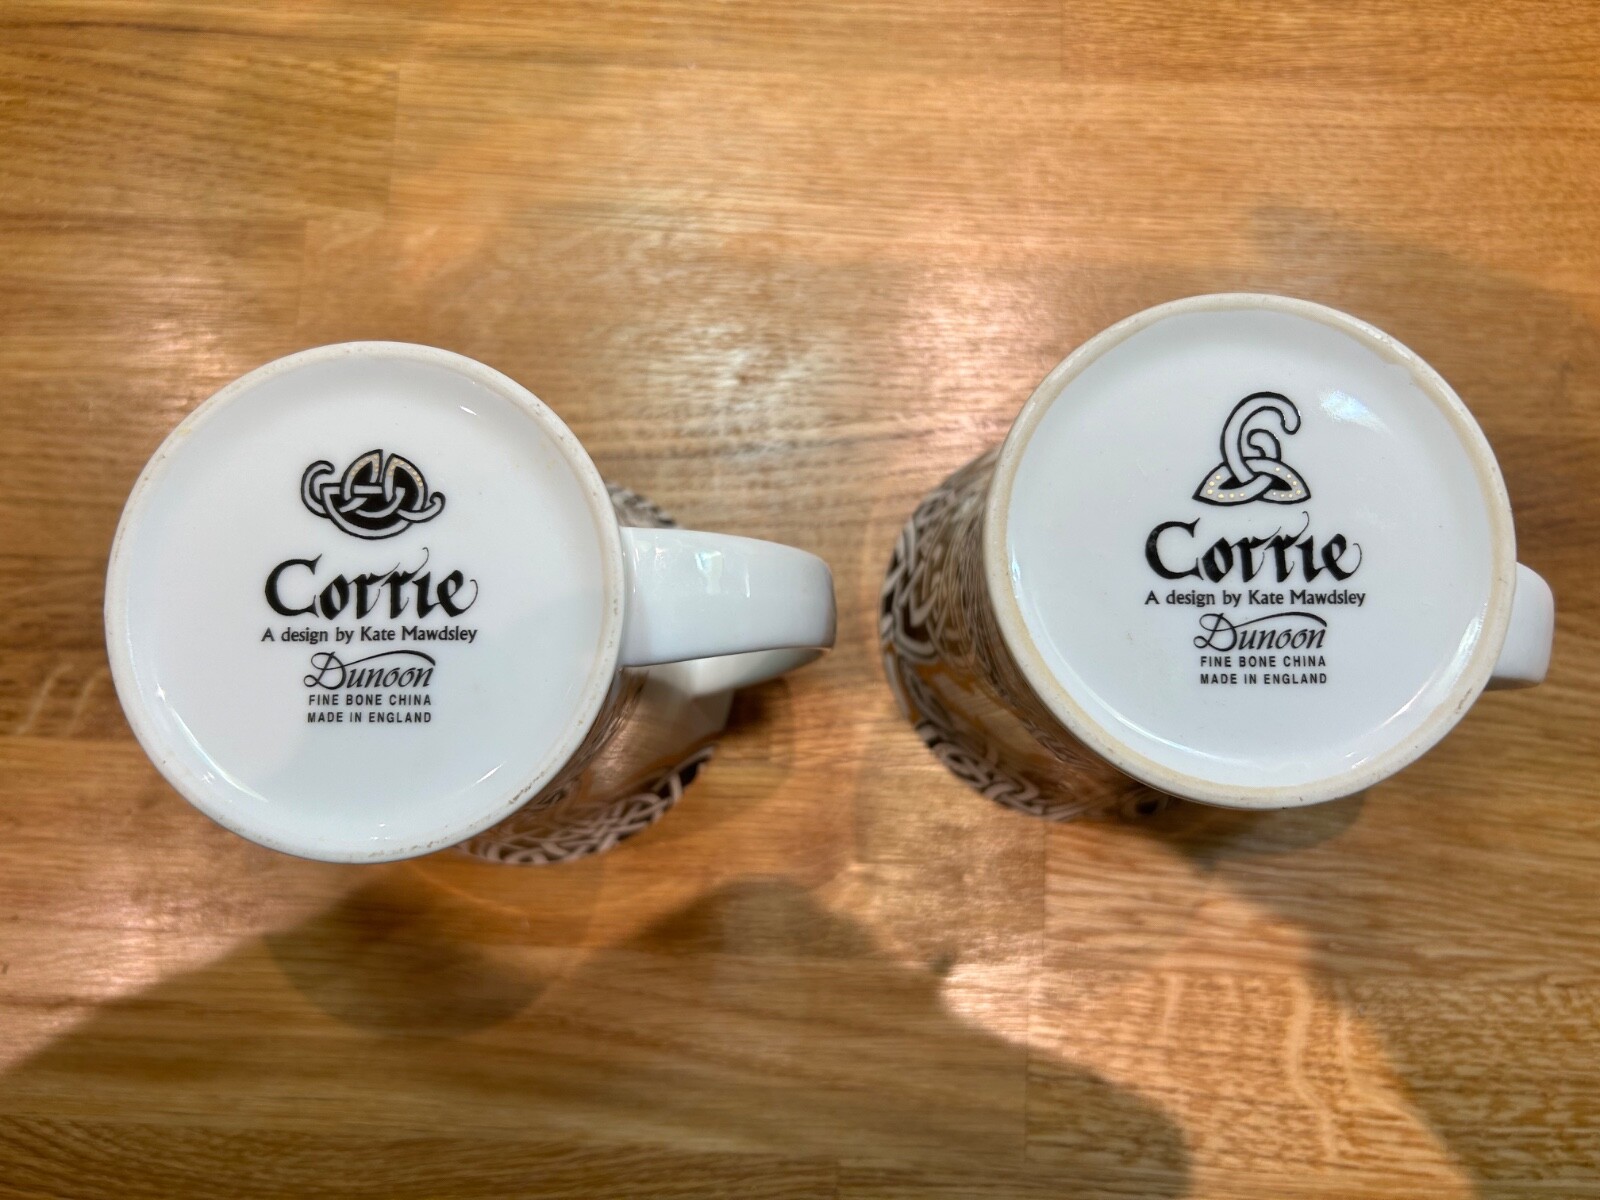 Corrie
A design by Kate Mawdsley
Dunoon
FINE BONE CHINA
MADE IN ENGLAND
Corrie
A design by Kate Mawdsley
Dunoon
FINE BONE CHINA
MADE IN ENGLAND